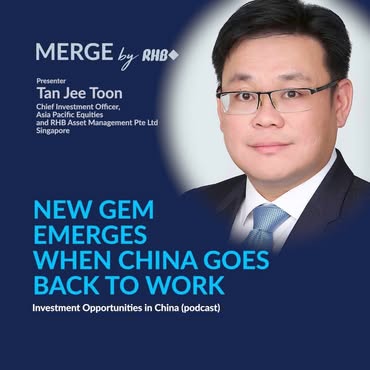 MERGE by RHB
Presenter
Tan Jee Toon
Chief Investment Officer,
Asia Pacific Equities
and RHB Asset Management Pte Ltd
Singapore
NEW GEM
EMERGES
WHEN CHINA GOES
BACK TO WORK
Investment Opportunities in China (podcast)